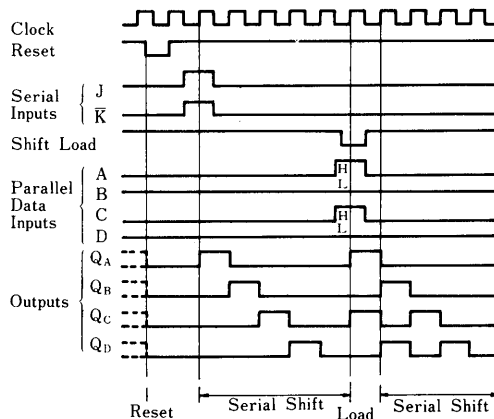 Clock
Reset
Serial Inputs
J
K̅
Shift Load
Parallel Data Inputs
A
H
L
B
C
H
L
D
Outputs
QA
QB
QC
QD
Serial Shift
Serial Shift
Reset
Load